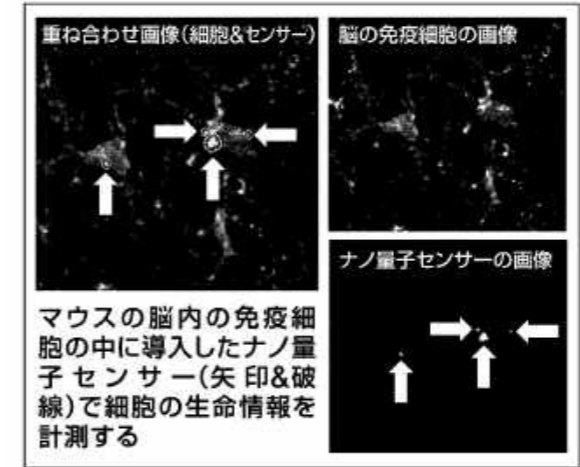 重ね合わせ画像(細胞&センサー)
脳の免疫細胞の画像
ナノ量子センサーの画像
マウスの脳内の免疫細
胞の中に導入したナノ量
子センサー(矢印&破
線)で細胞の生命情報を
計測する